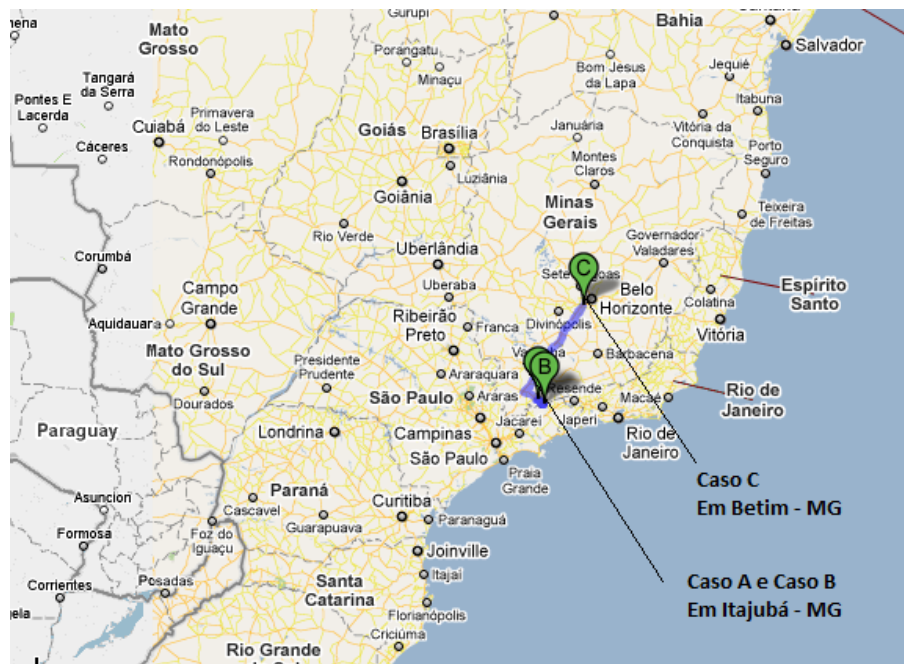 Gurupi
Bahia
Mato
Grosso
Salvador
Porangatu
Minaçu
Bom Jesus
da Lapa
Jequié
Tangará
da Serra
Pontes E
Lacerda
Primavera
do Leste
Itabuna
Cuiabá
Goiás
Brasília
Januária
Vitória da
Conquista
Cáceres
Rondonópolis
Luziânia
Montes
Claros
Porto
Seguro
Goiânia
Minas
Gerais
Teixeira
de Freitas
Rio Verde
Governador
Valadares
Corumbá
Uberlândia
C
Campo
Grande
Uberaba
Belo
Horizonte
Espírito
Santo
Colatina
Aquidauara
Ribeirão
Preto
Franca
Divinópolis
Vitória
Mato Grosso
do Sul
Presidente
Prudente
Barbacena
Araraquara
B
Resende
Rio de
Janeiro
Dourados
São Paulo
Araras
Macaé
Paraguay
Londrina
Campinas
Jacareí
Japeri
Rio de
Janeiro
São Paulo
Praia
Grande
Caso C
Em Betim - MG
Asuncion
Paraná
Cascavel
Curitiba
Formosa
Foz do
Iguaçu
Guarapuava
Paranaguá
Joinville
Caso A e Caso B
Em Itajubá - MG
Corrientes
Posadas
Santa
Catarina
Itajaí
Florianópolis
Criciúma
Rio Grande